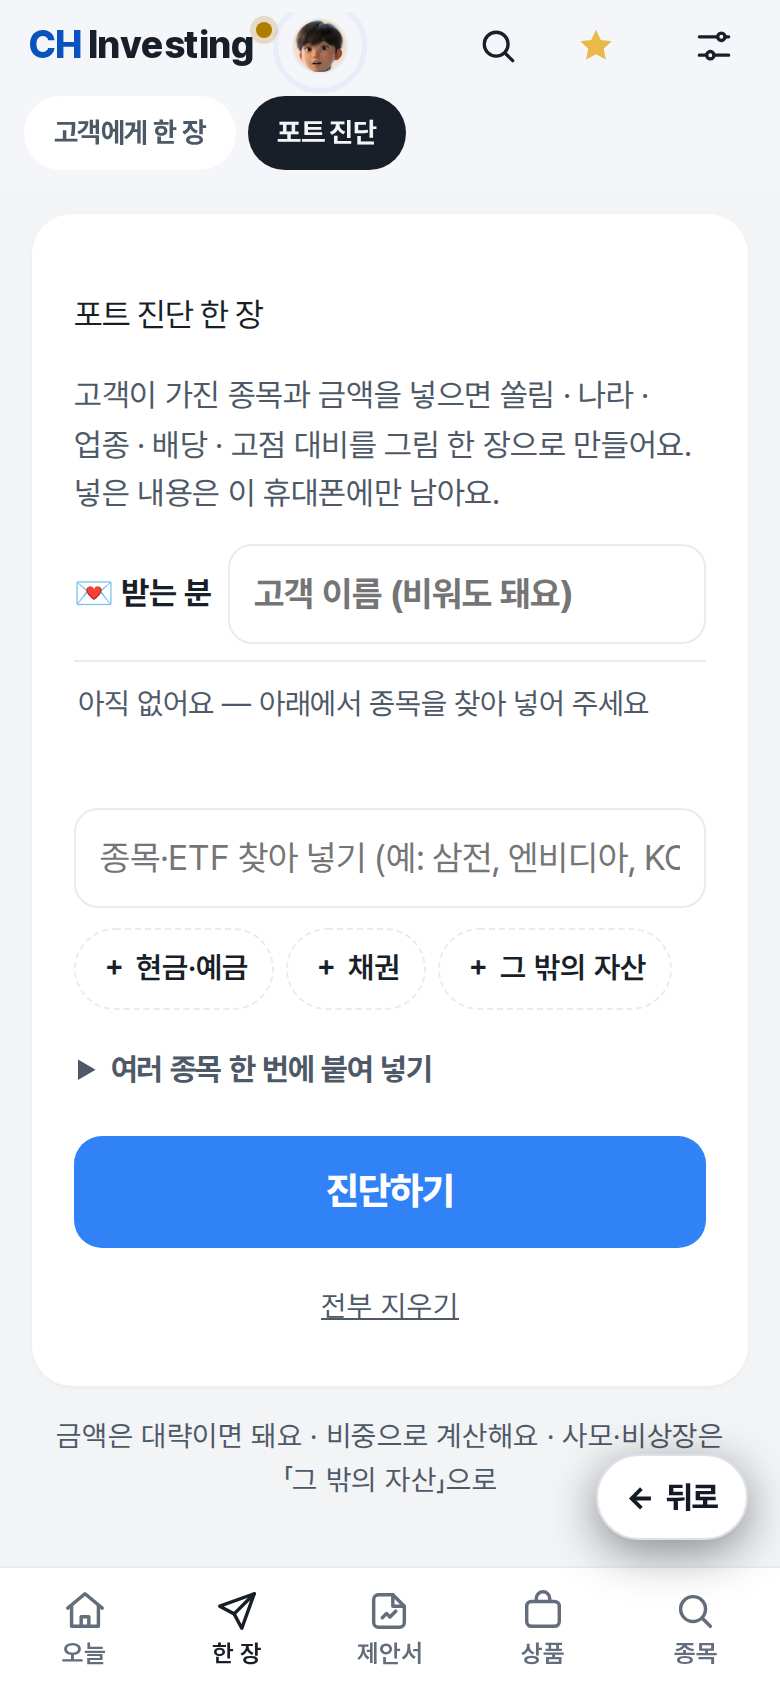 CH Investing
고객에게 한 장
포트 진단
포트 진단 한 장
고객이 가진 종목과 금액을 넣으면 쏠림 · 나라 ·
업종 · 배당 · 고점 대비를 그림 한 장으로 만들어요.
넣은 내용은 이 휴대폰에만 남아요.
💌 받는 분
고객 이름 (비워도 돼요)
아직 없어요 — 아래에서 종목을 찾아 넣어 주세요
종목·ETF 찾아 넣기 (예: 삼전, 엔비디아, KO
+ 현금·예금
+ 채권
+ 그 밖의 자산
▶ 여러 종목 한 번에 붙여 넣기
진단하기
전부 지우기
금액은 대략이면 돼요 · 비중으로 계산해요 · 사모·비상장은
「그 밖의 자산」으로
← 뒤로
오늘
한 장
제안서
상품
종목